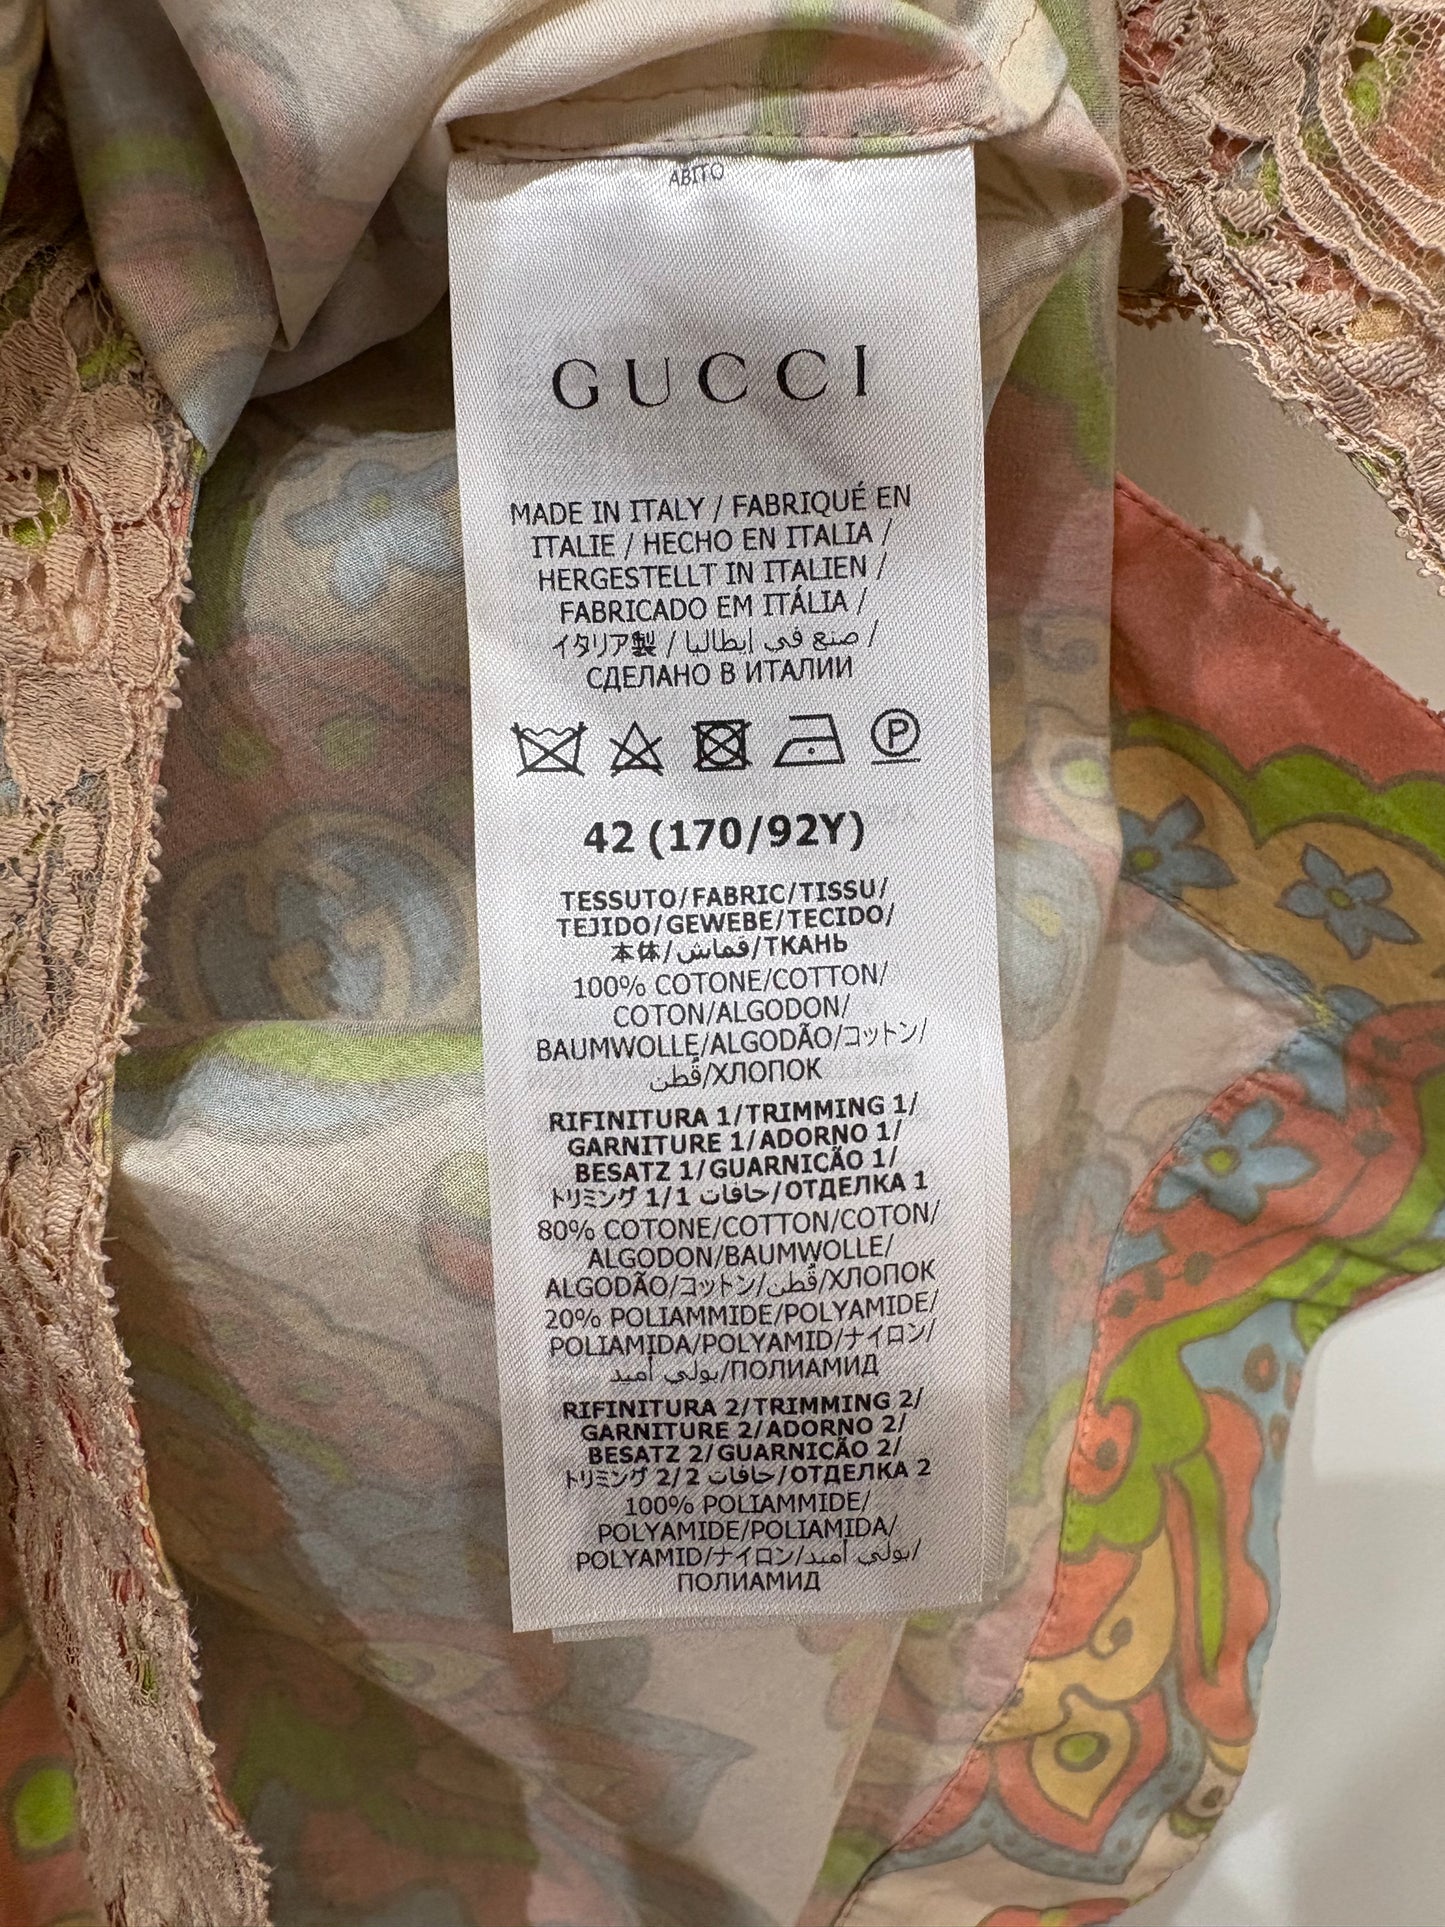 ABITO
GUCCI
MADE IN ITALY / FABRIQUÉ EN
ITALIE / HECHO EN ITALIA /
HERGESTELLT IN ITALIEN /
FABRICADO EM ITÁLIA /
イタリア製 / صنع في إيطاليا /
СДЕЛАНО В ИТАЛИИ
P
42 (170/92Y)
TESSUTO/FABRIC/TISSU/
TEJIDO/GEWEBE/TECIDO/
本体/قماش/ТКАНЬ
100% COTONE/COTTON/
COTON/ALGODON/
BAUMWOLLE/ALGODÃO/コットン/
قطن/ХЛОПОК
RIFINITURA 1/TRIMMING 1/
GARNITURE 1/ADORNO 1/
BESATZ 1/GUARNICÃO 1/
トリミング 1/1 حافات/ОТДЕЛКА 1
80% COTONE/COTTON/COTON/
ALGODON/BAUMWOLLE/
ALGODÃO/コットン/قطن/ХЛОПОК
20% POLIAMMIDE/POLYAMIDE/
POLIAMIDA/POLYAMID/ナイロン/
بولي أميد/ПОЛИАМИД
RIFINITURA 2/TRIMMING 2/
GARNITURE 2/ADORNO 2/
BESATZ 2/GUARNICÃO 2/
トリミング 2/2 حافات/ОТДЕЛКА 2
100% POLIAMMIDE/
POLYAMIDE/POLIAMIDA/
POLYAMID/ナイロン/بولي أميد/
ПОЛИАМИД